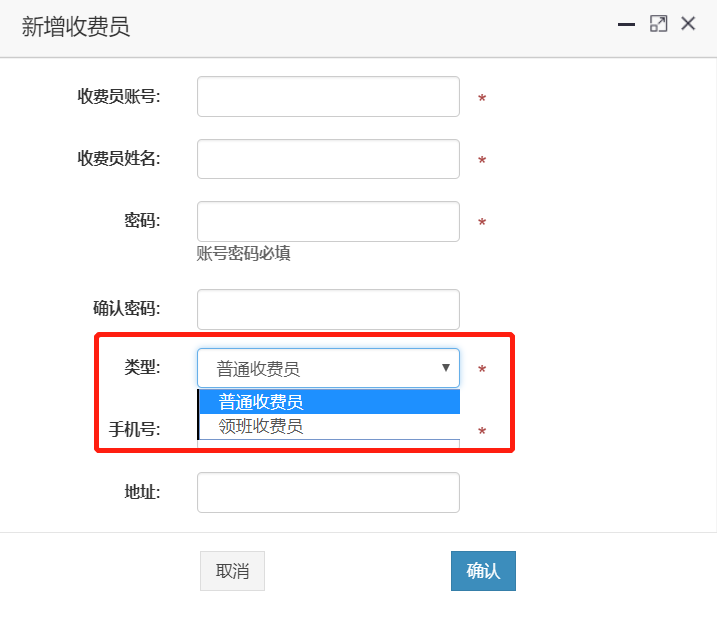 新增收费员
收费员账号: *
收费员姓名: *
密码: *
账号密码必填
确认密码:
类型: 普通收费员 ▼ *
普通收费员
领班收费员
手机号: *
地址:
取消 确认